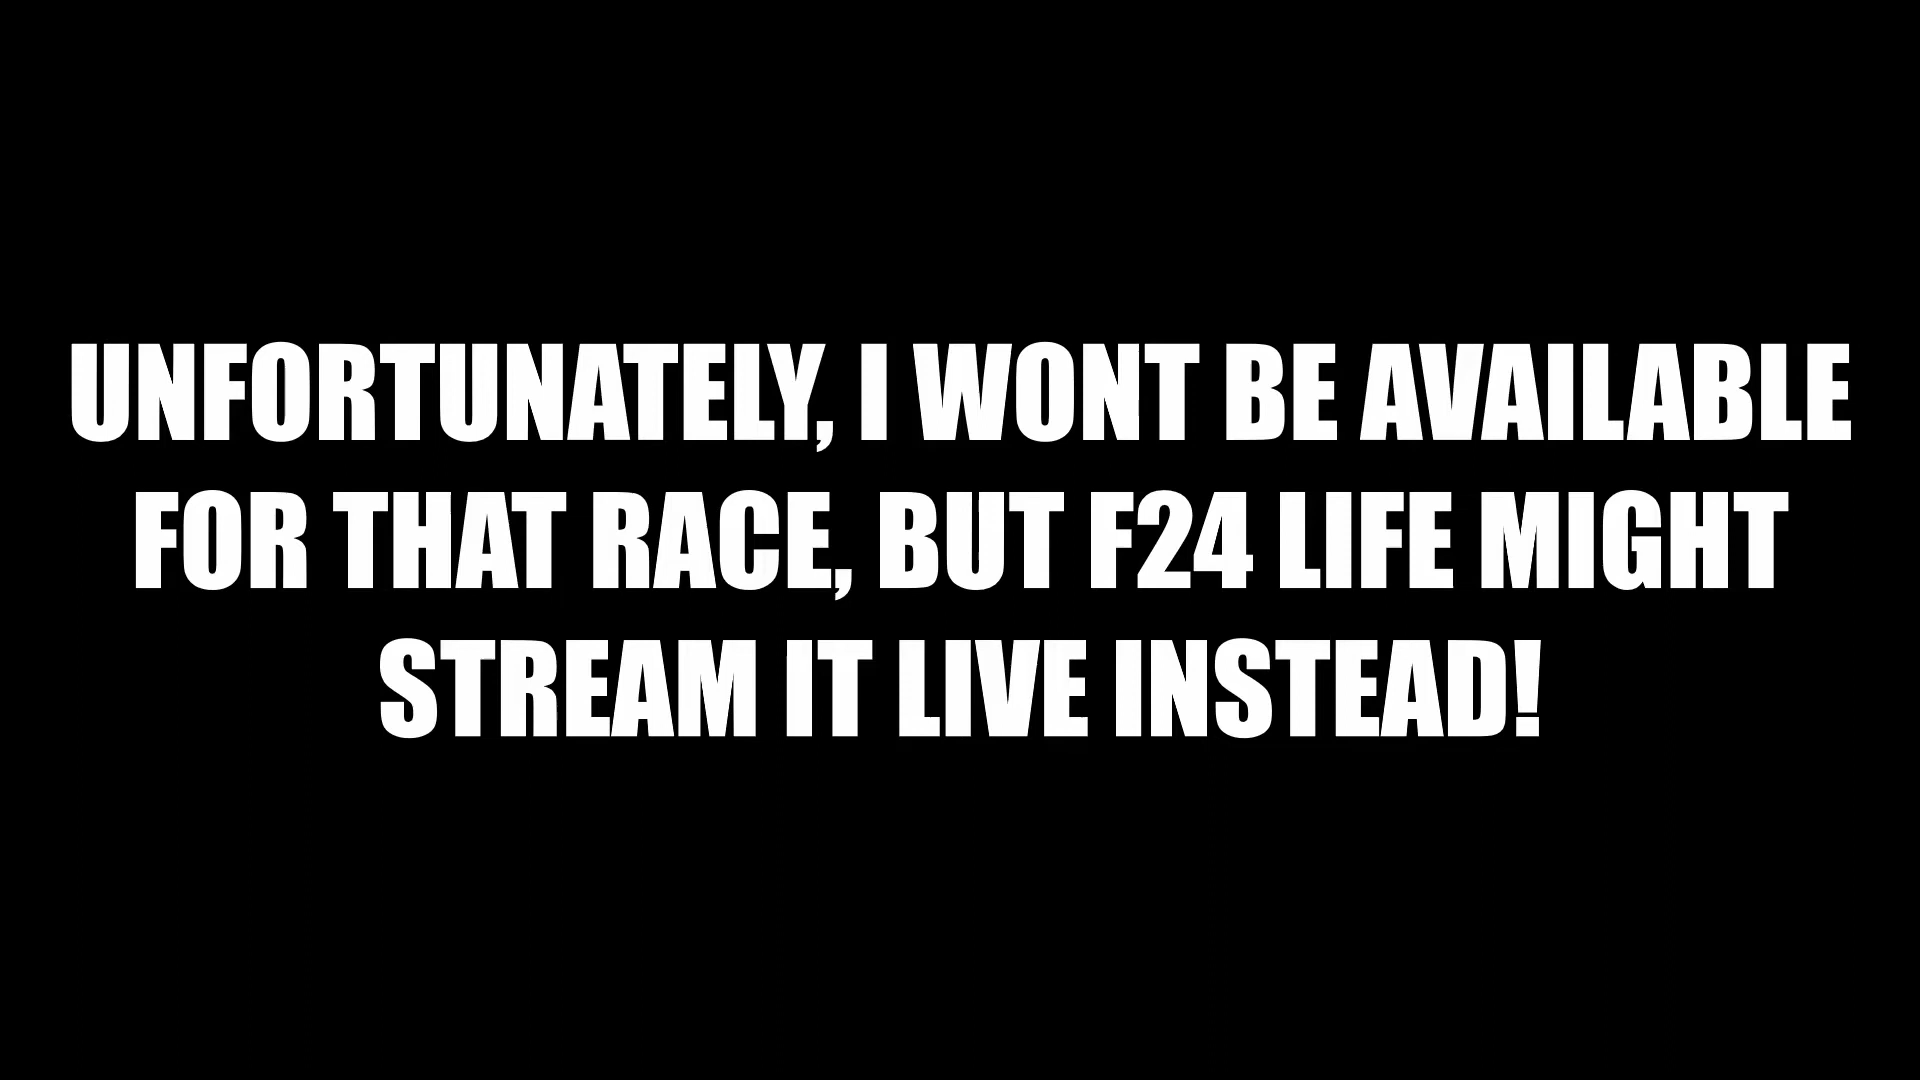 UNFORTUNATELY, I WONT BE AVAILABLE
FOR THAT RACE, BUT F24 LIFE MIGHT
STREAM IT LIVE INSTEAD!